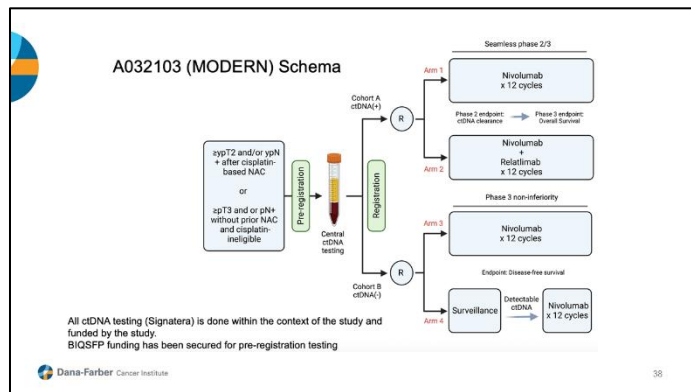 A032103 (MODERN) Schema
Seamless phase 2/3
Arm 1
Nivolumab
x 12 cycles
Cohort A
ctDNA(+)
R
Phase 2 endpoint:
ctDNA clearance
Phase 3 endpoint:
Overall Survival
Arm 2
Nivolumab
+
Relatlimab
x 12 cycles
≥ypT2 and/or ypN
+ after cisplatin-
based NAC
or
≥pT3 and or pN+
without prior NAC
and cisplatin-
ineligible
Pre-registration
Central
ctDNA
testing
Registration
Phase 3 non-inferiority
Arm 3
Nivolumab
x 12 cycles
R
Cohort B
ctDNA(-)
Endpoint: Disease-free survival
Arm 4
Surveillance
Detectable
ctDNA
Nivolumab
x 12 cycles
All ctDNA testing (Signatera) is done within the context of the study and
funded by the study.
BIQSFP funding has been secured for pre-registration testing
Dana-Farber Cancer Institute
38